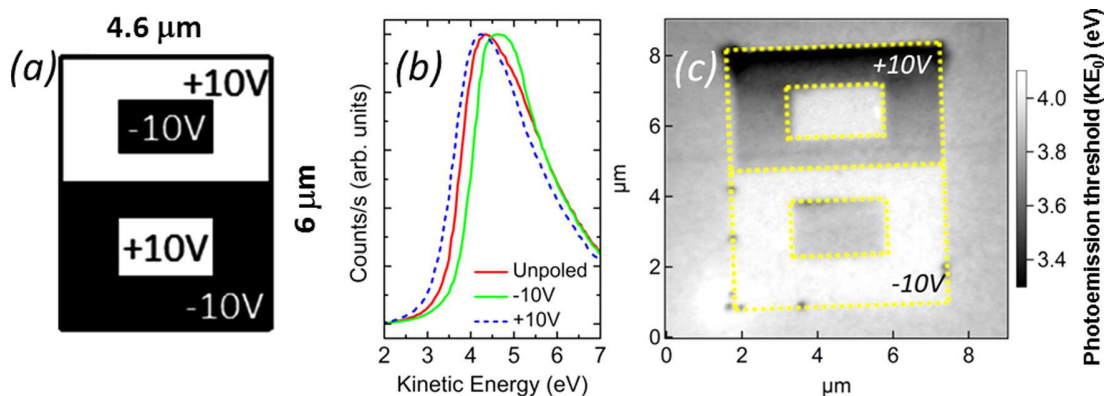 4.6 μm
(a)
+10V
-10V
+10V
-10V
6 μm
(b)
Counts/s (arb. units)
Unpoled
-10V
+10V
2 3 4 5 6 7
Kinetic Energy (eV)
(c)
8
6
4
2
0
μm
+10V
-10V
0 2 4 6 8
μm
4.0
3.8
3.6
3.4
Photoemission threshold (KE₀) (eV)